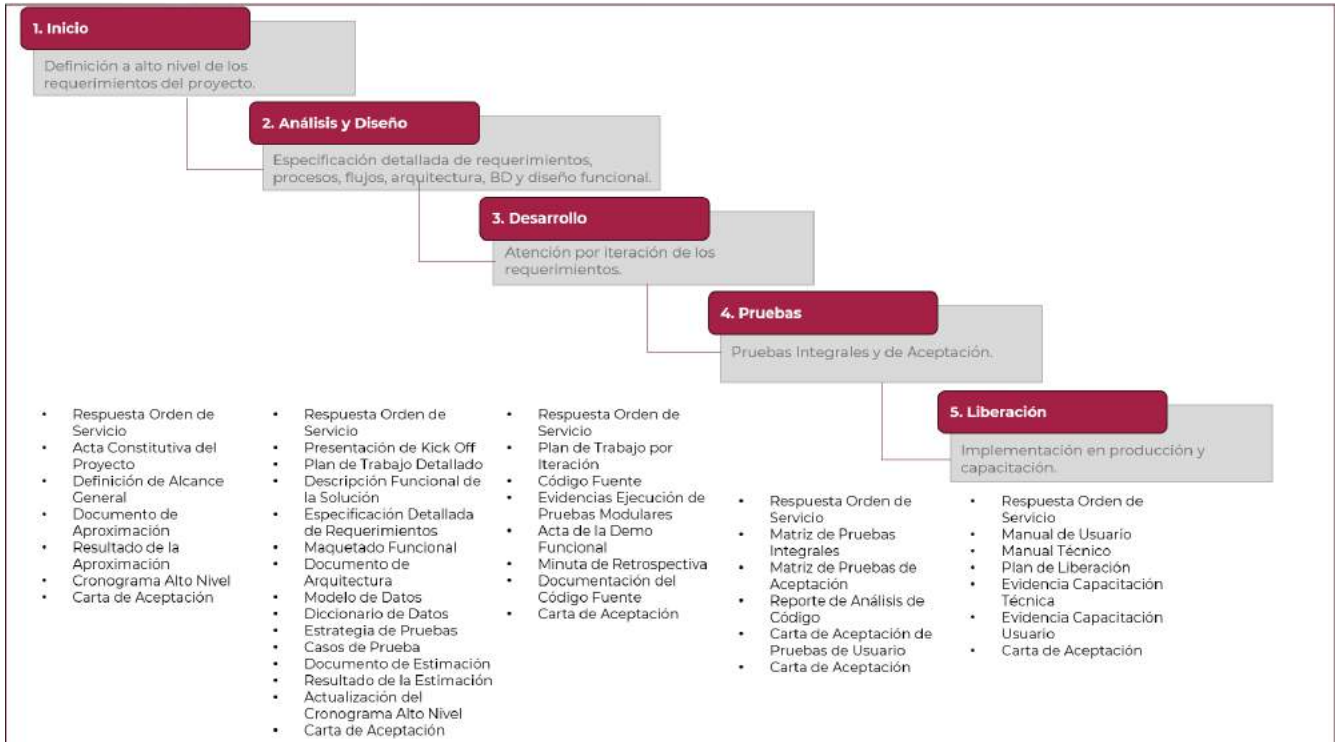 1. Inicio
Definición a alto nivel de los
requerimientos del proyecto.
2. Análisis y Diseño
Especificación detallada de requerimientos,
procesos, flujos, arquitectura, BD y diseño funcional.
3. Desarrollo
Atención por iteración de los
requerimientos.
4. Pruebas
Pruebas Integrales y de Aceptación.
5. Liberación
Implementación en producción y
capacitación.
• Respuesta Orden de
Servicio
• Acta Constitutiva del
Proyecto
• Definición de Alcance
General
• Documento de
Aproximación
• Resultado de la
Aproximación
• Cronograma Alto Nivel
• Carta de Aceptación
• Respuesta Orden de
Servicio
• Presentación de Kick Off
• Plan de Trabajo Detallado
• Descripción Funcional de
la Solución
• Especificación Detallada
de Requerimientos
• Maquetado Funcional
• Documento de
Arquitectura
• Modelo de Datos
• Diccionario de Datos
• Estrategia de Pruebas
• Casos de Prueba
• Documento de Estimación
• Resultado de la Estimación
• Actualización del
Cronograma Alto Nivel
• Carta de Aceptación
• Respuesta Orden de
Servicio
• Plan de Trabajo por
Iteración
• Código Fuente
• Evidencias Ejecución de
Pruebas Modulares
• Acta de la Demo
Funcional
• Minuta de Retrospectiva
• Documentación del
Código Fuente
• Carta de Aceptación
• Respuesta Orden de
Servicio
• Matriz de Pruebas
Integrales
• Matriz de Pruebas de
Aceptación
• Reporte de Análisis de
Código
• Carta de Aceptación de
Pruebas de Usuario
• Carta de Aceptación
• Respuesta Orden de
Servicio
• Manual de Usuario
• Manual Técnico
• Plan de Liberación
• Evidencia Capacitación
Técnica
• Evidencia Capacitación
Usuario
• Carta de Aceptación